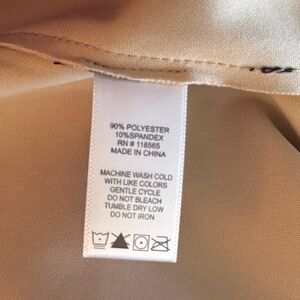 90% POLYESTER
10%SPANDEX
RN # 118565
MADE IN CHINA
MACHINE WASH COLD
WITH LIKE COLORS
GENTLE CYCLE
DO NOT BLEACH
TUMBLE DRY LOW
DO NOT IRON